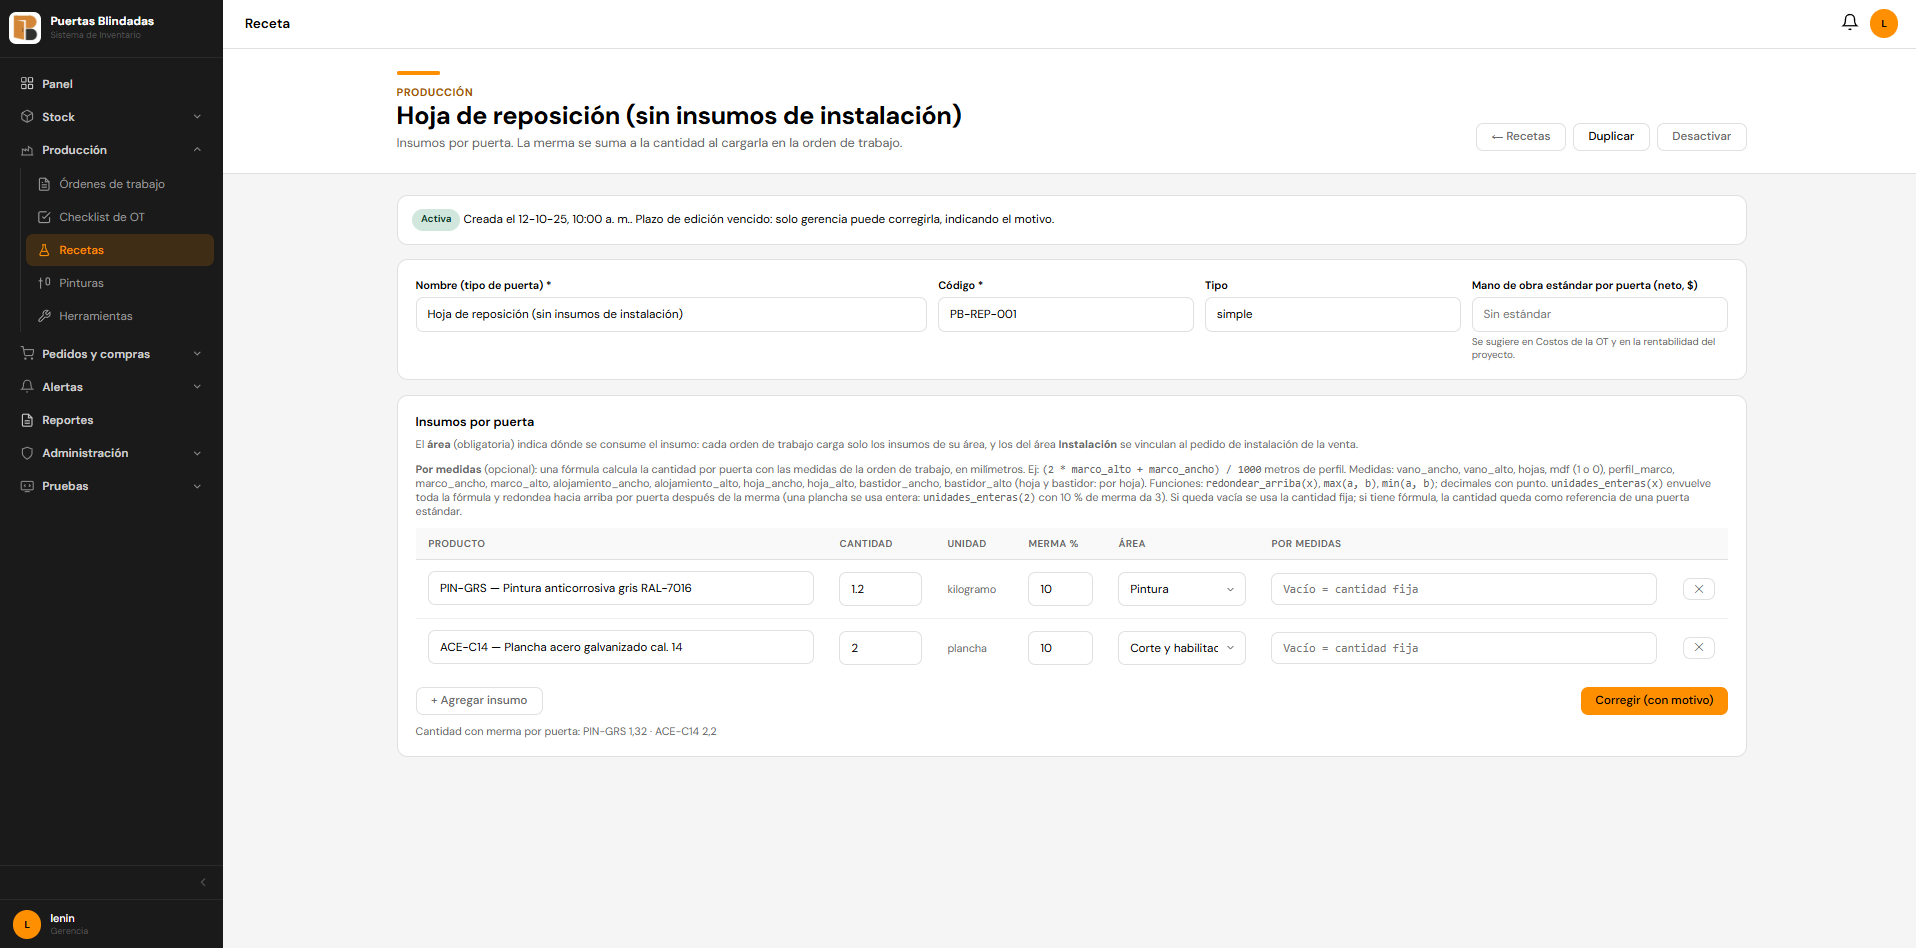 Puertas Blindadas
Sistema de Inventario
Panel
Stock
Producción
Órdenes de trabajo
Checklist de OT
Recetas
Pinturas
Herramientas
Pedidos y compras
Alertas
Reportes
Administración
Pruebas
L
lenin
Gerencia
Receta
L
PRODUCCIÓN
Hoja de reposición (sin insumos de instalación)
Insumos por puerta. La merma se suma a la cantidad al cargarla en la orden de trabajo.
← Recetas
Duplicar
Desactivar
Activa Creada el 12-10-25, 10:00 a. m.. Plazo de edición vencido: solo gerencia puede corregirla, indicando el motivo.
Nombre (tipo de puerta) *
Hoja de reposición (sin insumos de instalación)
Código *
PB-REP-001
Tipo
simple
Mano de obra estándar por puerta (neto, $)
Sin estándar
Se sugiere en Costos de la OT y en la rentabilidad del
proyecto.
Insumos por puerta
El área (obligatoria) indica dónde se consume el insumo: cada orden de trabajo carga solo los insumos de su área, y los del área Instalación se vinculan al pedido de instalación de la venta.
Por medidas (opcional): una fórmula calcula la cantidad por puerta con las medidas de la orden de trabajo, en milímetros. Ej: (2 * marco_alto + marco_ancho) / 1000 metros de perfil. Medidas: vano_ancho, vano_alto, hojas, mdf (1 o 0), perfil_marco,
marco_ancho, marco_alto, alojamiento_ancho, alojamiento_alto, hoja_ancho, hoja_alto, bastidor_ancho, bastidor_alto (hoja y bastidor: por hoja). Funciones: redondear_arriba(x), max(a, b), min(a, b); decimales con punto. unidades_enteras(x) envuelve
toda la fórmula y redondea hacia arriba por puerta después de la merma (una plancha se usa entera: unidades_enteras(2) con 10 % de merma da 3). Si queda vacía se usa la cantidad fija; si tiene fórmula, la cantidad queda como referencia de una puerta
estándar.
PRODUCTO CANTIDAD UNIDAD MERMA % ÁREA POR MEDIDAS
PIN-GRS — Pintura anticorrosiva gris RAL-7016 1.2 kilogramo 10 Pintura Vacío = cantidad fija
ACE-C14 — Plancha acero galvanizado cal. 14 2 plancha 10 Corte y habilitac Vacío = cantidad fija
+ Agregar insumo
Corregir (con motivo)
Cantidad con merma por puerta: PIN-GRS 1,32 · ACE-C14 2,2